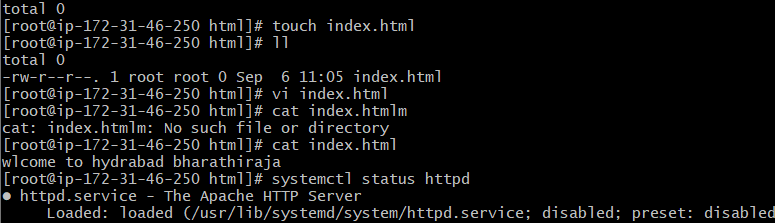 total 0
[root@ip-172-31-46-250 html]# touch index.html
[root@ip-172-31-46-250 html]# ll
total 0
-rw-r--r--. 1 root root 0 Sep  6 11:05 index.html
[root@ip-172-31-46-250 html]# vi index.html
[root@ip-172-31-46-250 html]# cat index.htmlm
cat: index.htmlm: No such file or directory
[root@ip-172-31-46-250 html]# cat index.html
wlcome to hydrabad bharathiraja
[root@ip-172-31-46-250 html]# systemctl status httpd
● httpd.service - The Apache HTTP Server
     Loaded: loaded (/usr/lib/systemd/system/httpd.service; disabled; preset: disabled